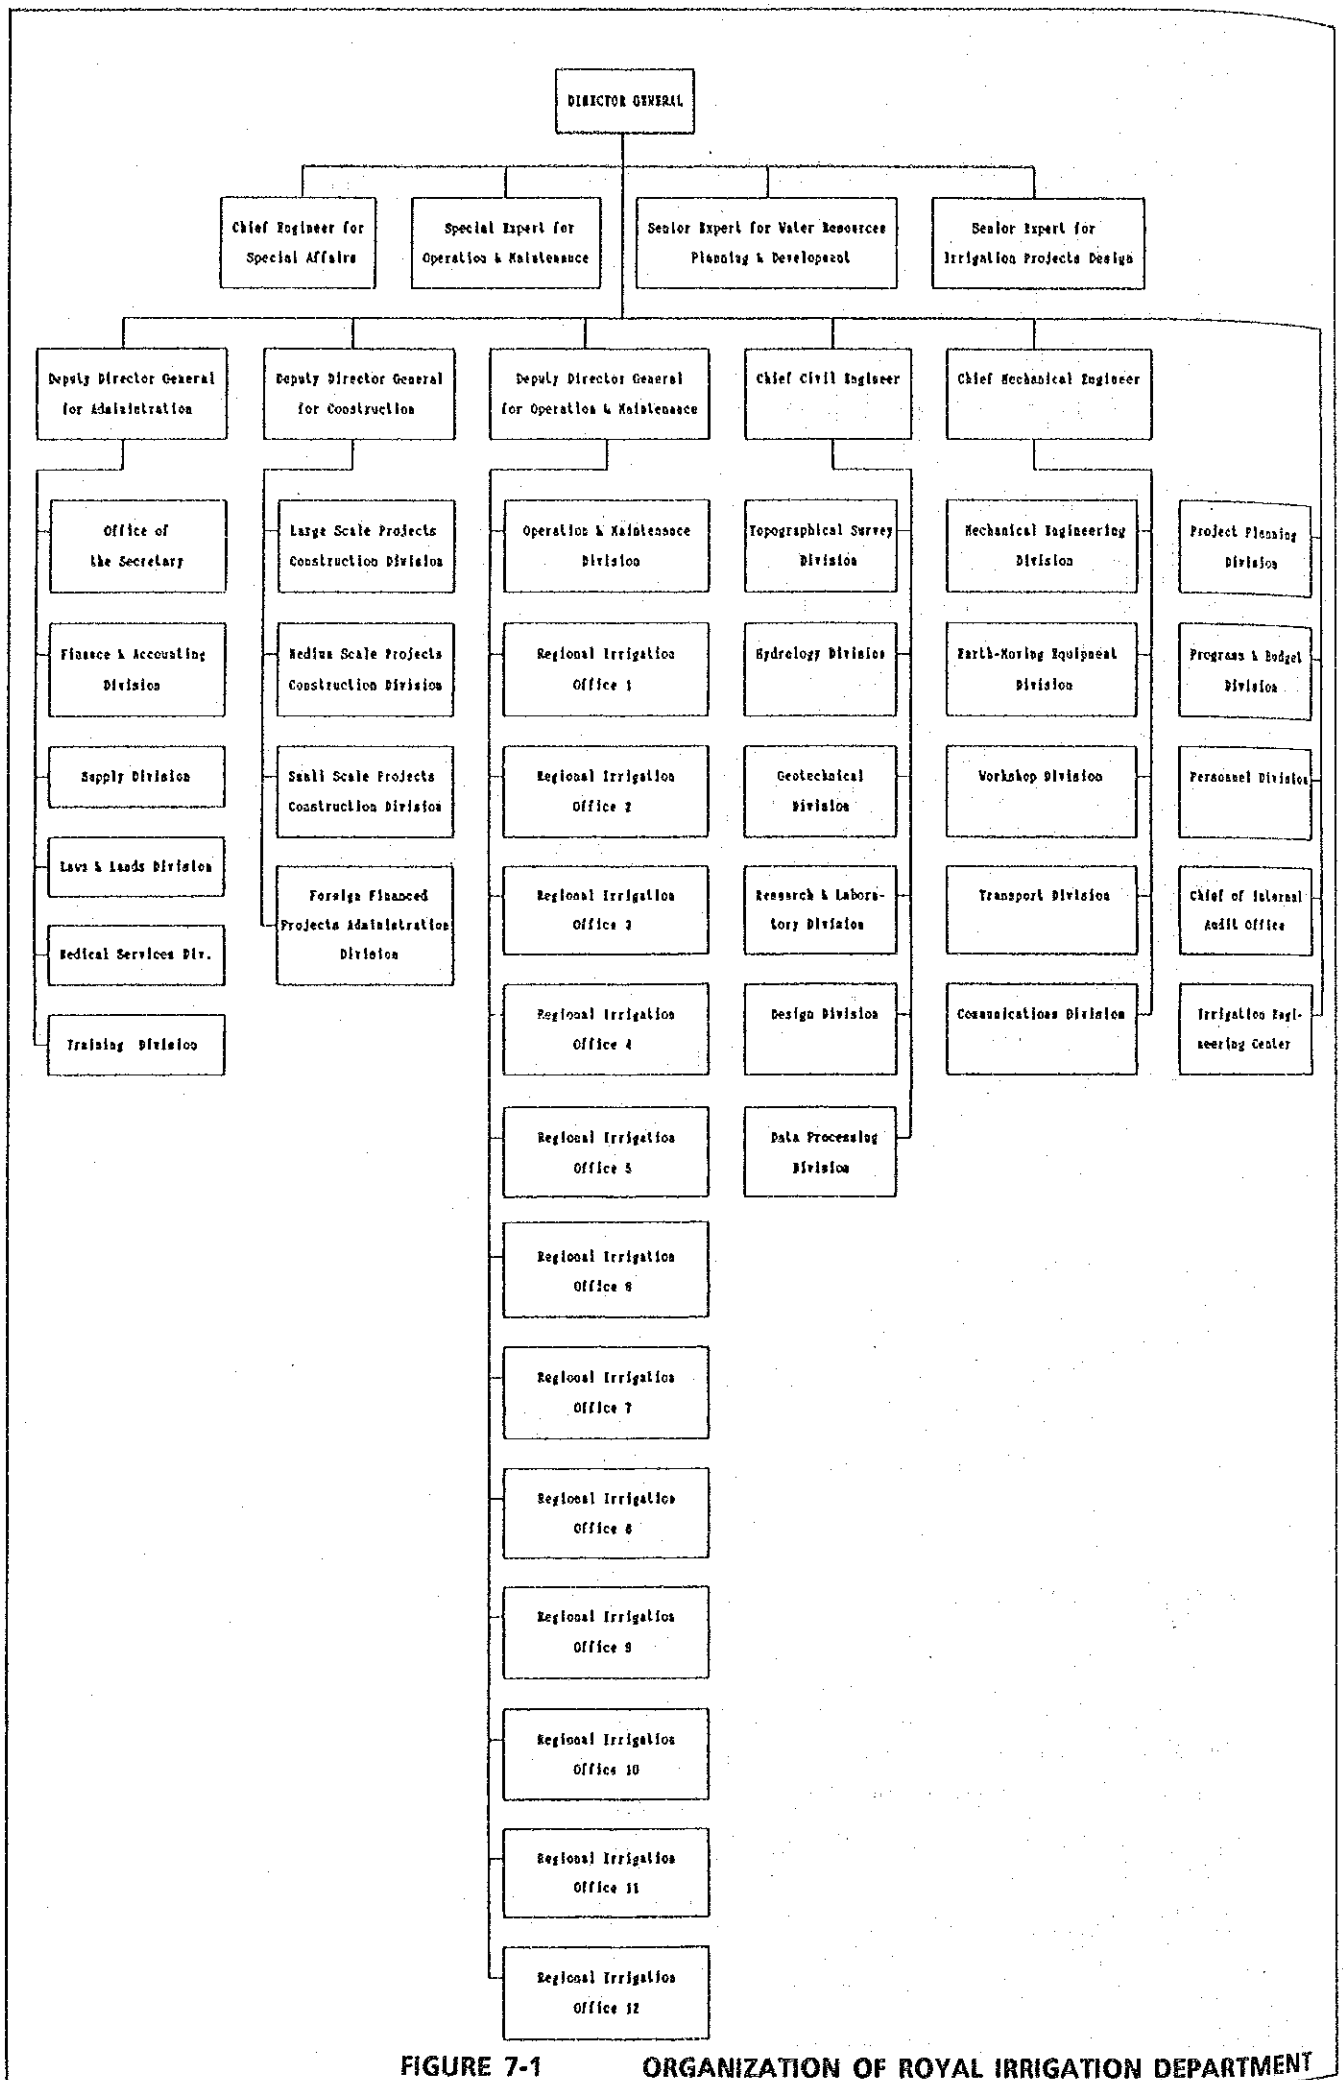 DIRECTOR GENERAL
Chief Engineer for
Special Affairs
Special Expert for
Operation & Maintenance
Senior Expert for Water Resources
Planning & Development
Senior Expert for
Irrigation Projects Design
Deputy Director General
for Administration
Deputy Director General
for Construction
Deputy Director General
for Operation & Maintenance
Chief Civil Engineer
Chief Mechanical Engineer
Office of
the Secretary
Finance & Accounting
Division
Supply Division
Laws & Lands Division
Medical Services Div.
Training Division
Large Scale Projects
Construction Division
Medium Scale Projects
Construction Division
Small Scale Projects
Construction Division
Foreign Financed
Projects Administration
Division
Operation & Maintenance
Division
Regional Irrigation
Office 1
Regional Irrigation
Office 2
Regional Irrigation
Office 3
Regional Irrigation
Office 4
Regional Irrigation
Office 5
Regional Irrigation
Office 6
Regional Irrigation
Office 7
Regional Irrigation
Office 8
Regional Irrigation
Office 9
Regional Irrigation
Office 10
Regional Irrigation
Office 11
Regional Irrigation
Office 12
Topographical Survey
Division
Hydrology Division
Geotechnical
Division
Research & Labora-
tory Division
Design Division
Data Processing
Division
Mechanical Engineering
Division
Earth-Moving Equipment
Division
Workshop Division
Transport Division
Communications Division
Project Planning
Division
Program & Budget
Division
Personnel Division
Chief of Internal
Audit Office
Irrigation Engi-
neering Center
FIGURE 7-1 ORGANIZATION OF ROYAL IRRIGATION DEPARTMENT